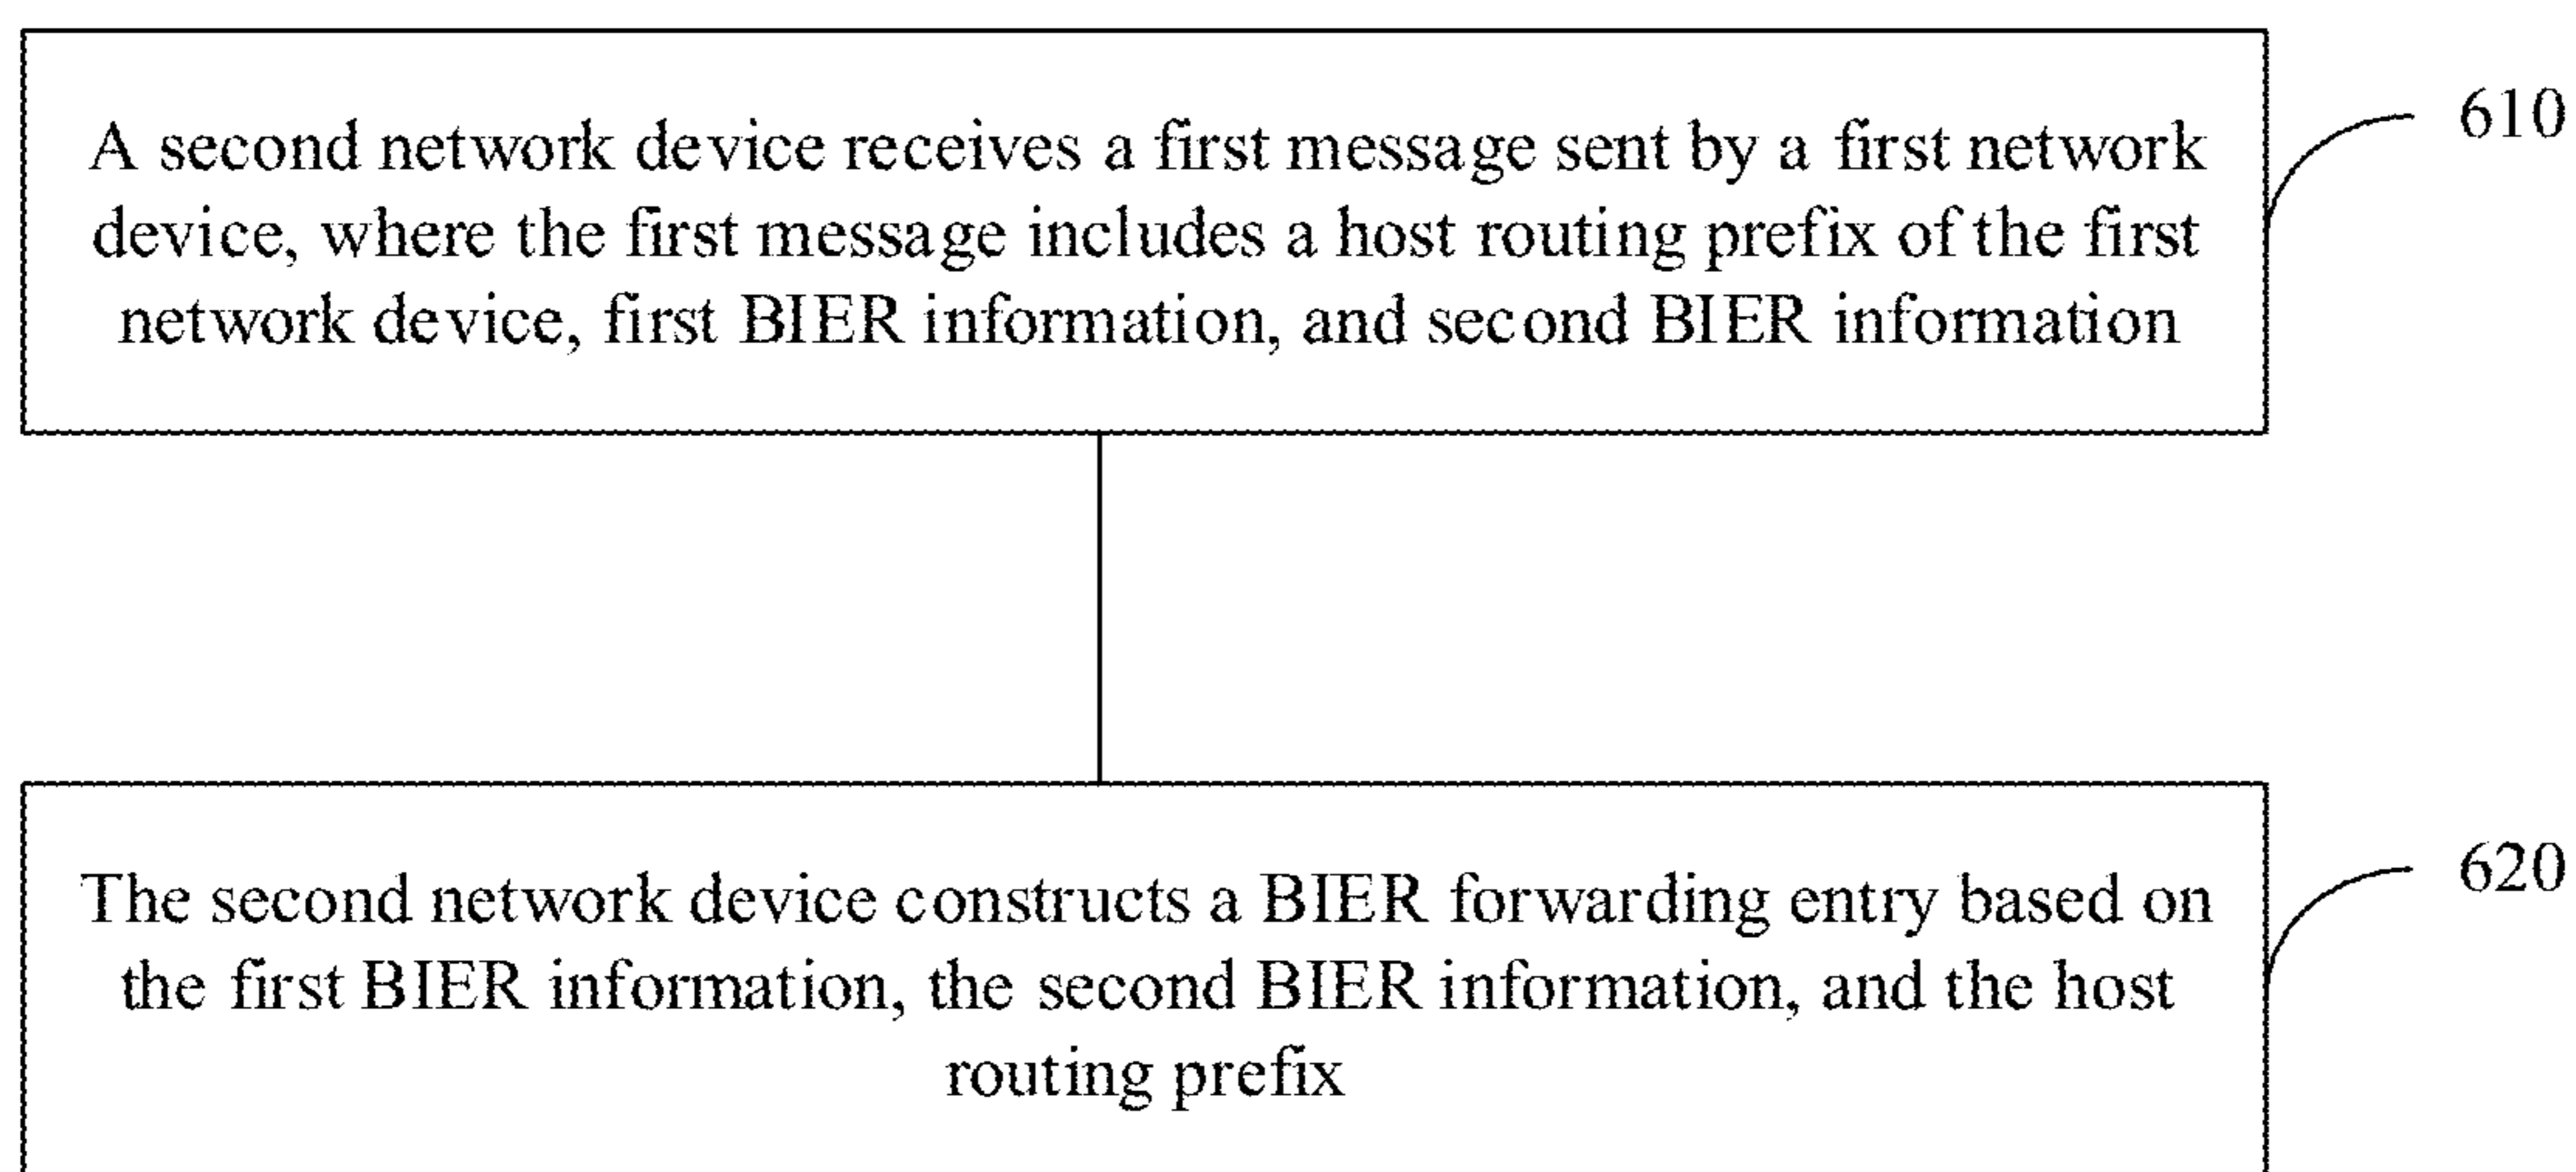 A second network device receives a first message sent by a first network
device, where the first message includes a host routing prefix of the first
network device, first BIER information, and second BIER information
610
The second network device constructs a BIER forwarding entry based on
the first BIER information, the second BIER information, and the host
routing prefix
620